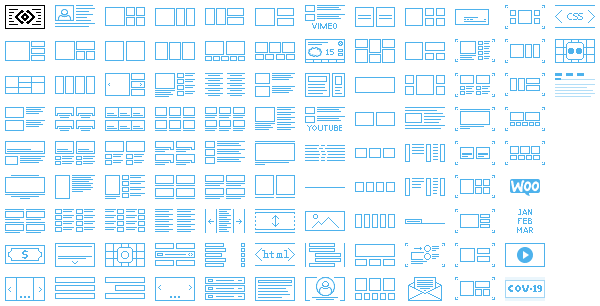 VIMEO
CSS
15
YOUTUBE
WOO
JAN
FEB
MAR
$
html
COV-19